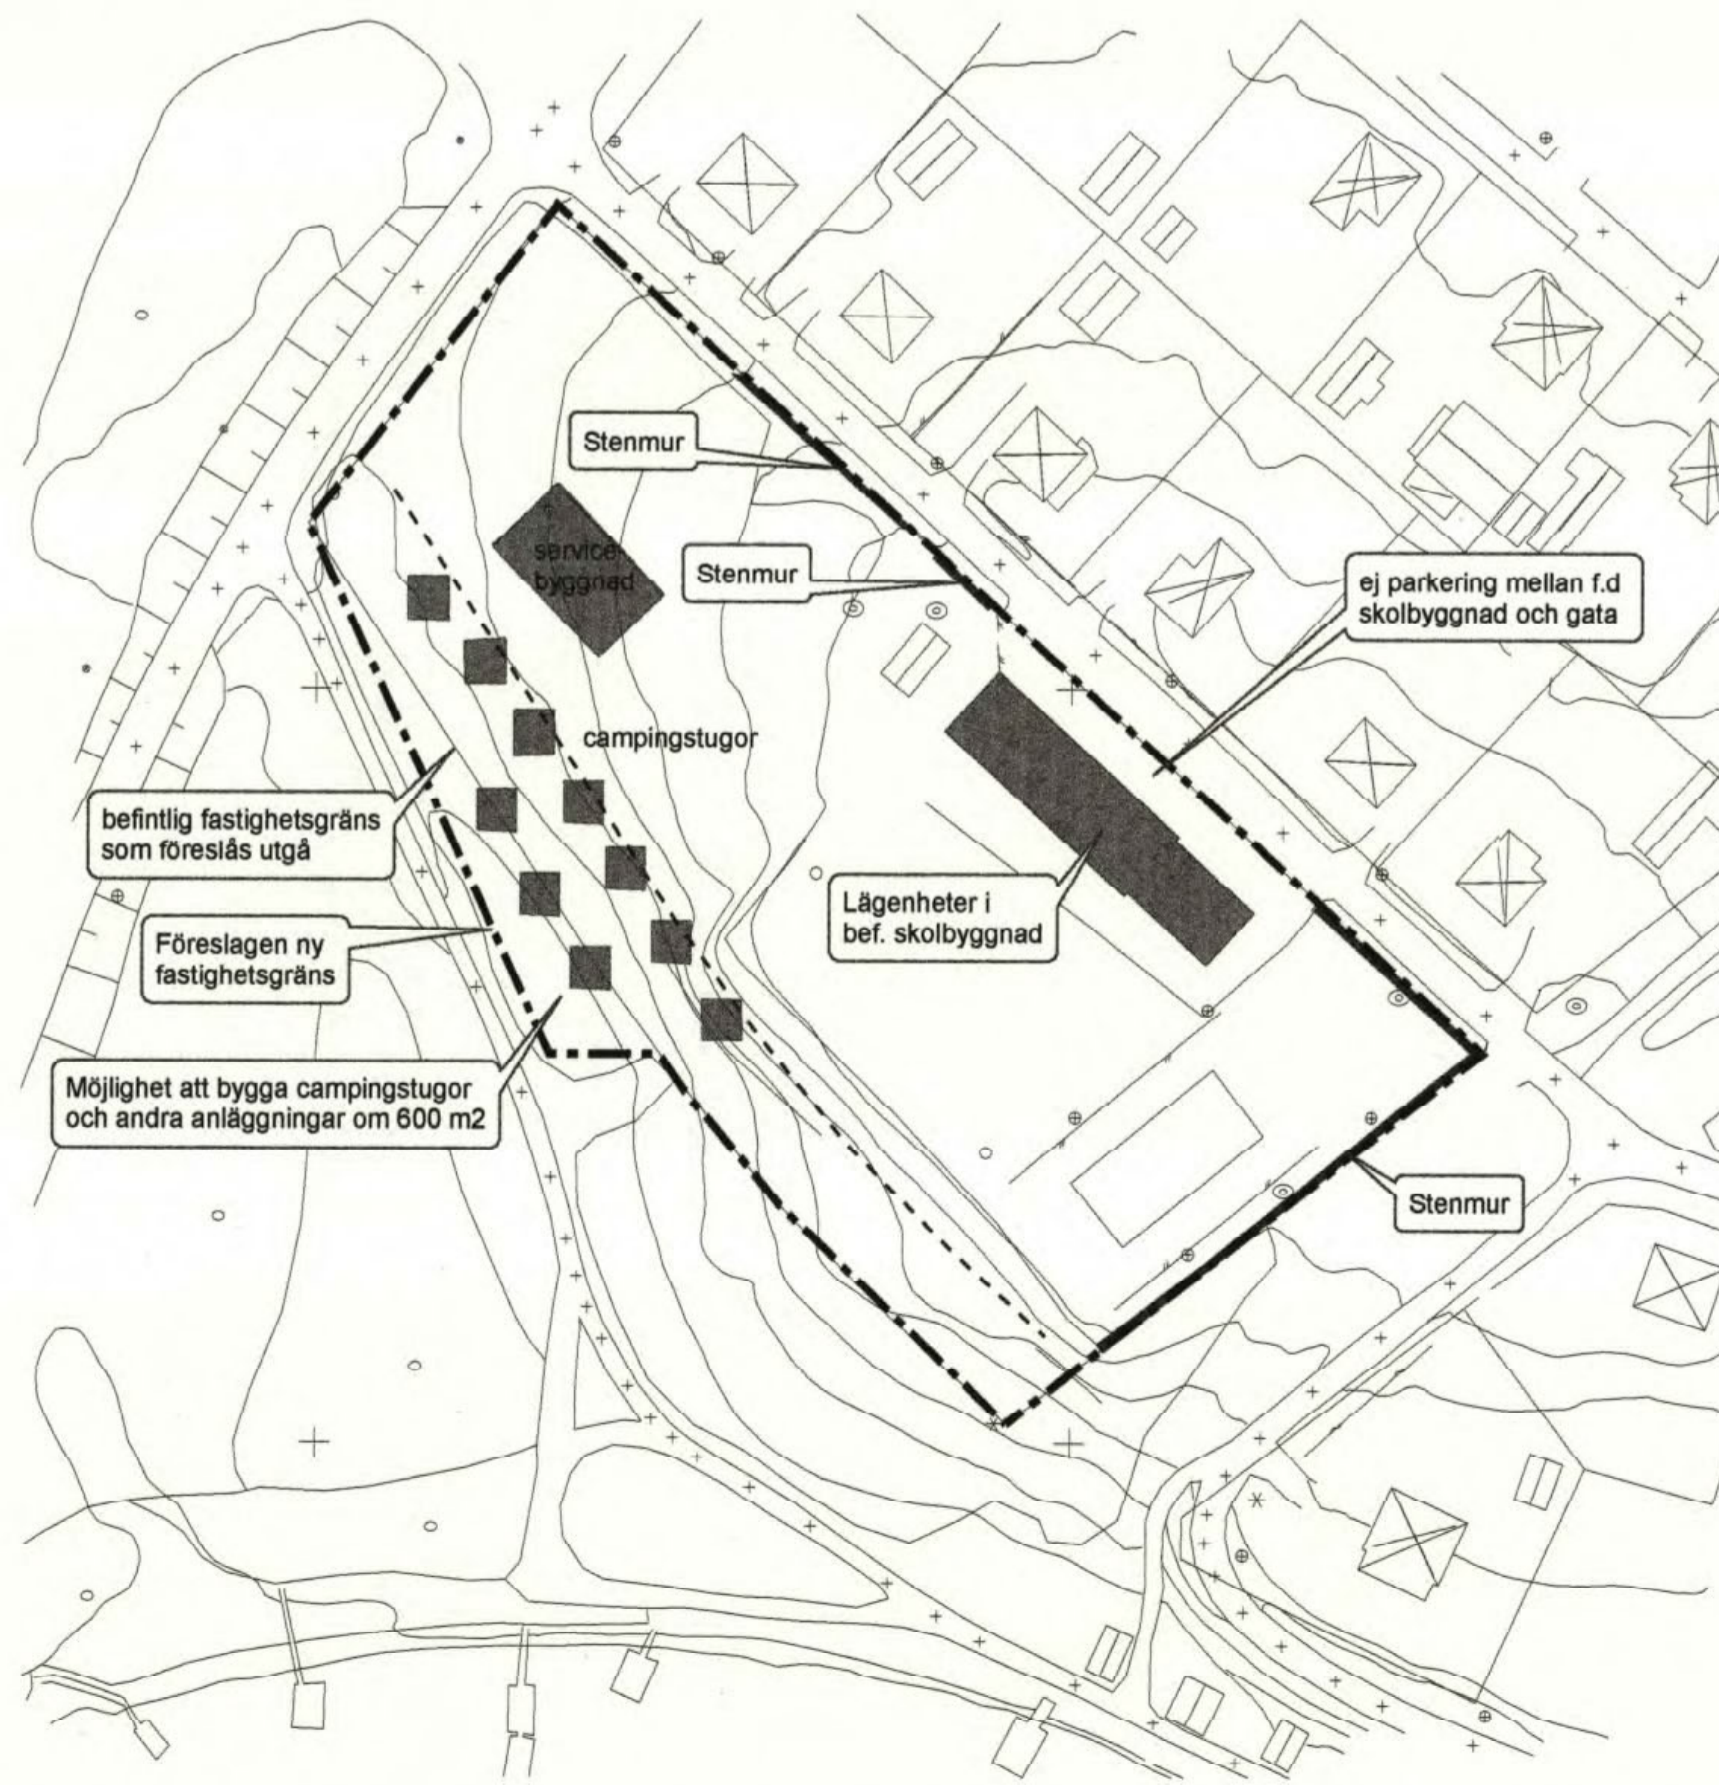 Stenmur
service-
byggnad
Stenmur
ej parkering mellan f.d
skolbyggnad och gata
campingstugor
befintlig fastighetsgräns
som föreslås utgå
Lägenheter i
bef. skolbyggnad
Föreslagen ny
fastighetsgräns
Möjlighet att bygga campingstugor
och andra anläggningar om 600 m2
Stenmur